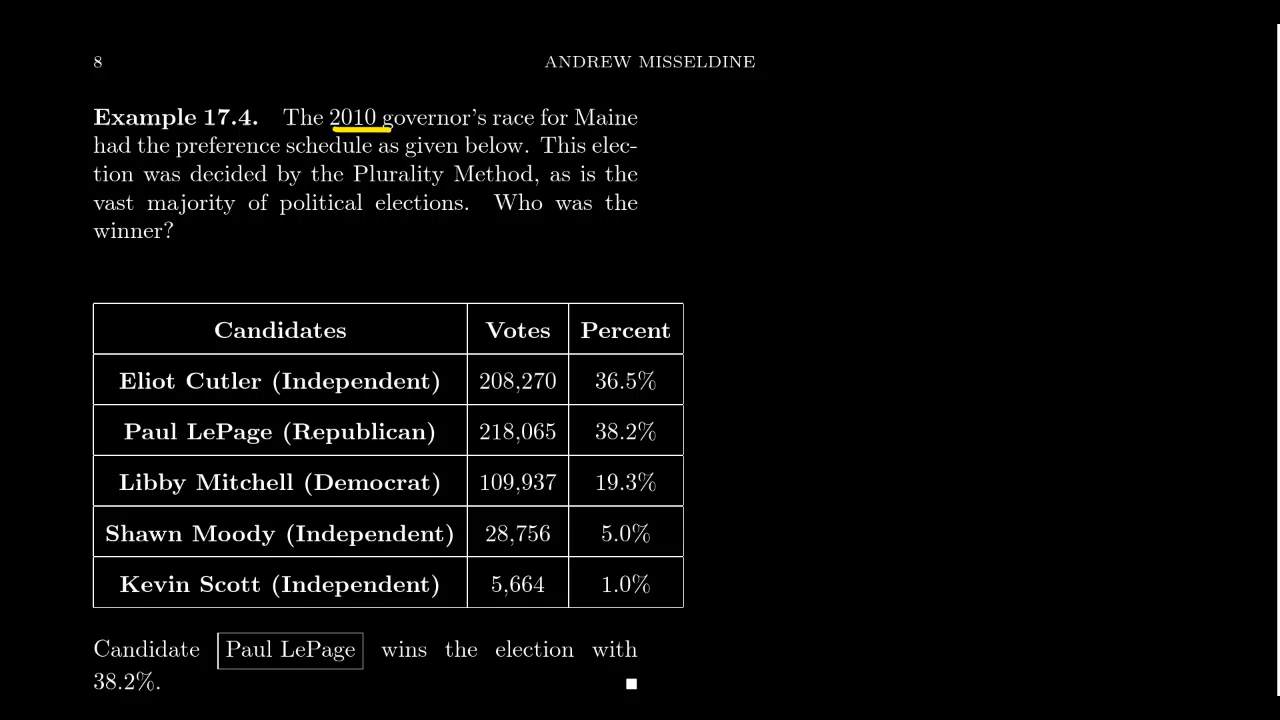 8
ANDREW MISSELDINE
Example 17.4. The 2010 governor's race for Maine
had the preference schedule as given below. This elec-
tion was decided by the Plurality Method, as is the
vast majority of political elections. Who was the
winner?
Candidates Votes Percent
Eliot Cutler (Independent) 208,270 36.5%
Paul LePage (Republican) 218,065 38.2%
Libby Mitchell (Democrat) 109,937 19.3%
Shawn Moody (Independent) 28,756 5.0%
Kevin Scott (Independent) 5,664 1.0%
Candidate Paul LePage wins the election with
38.2%.